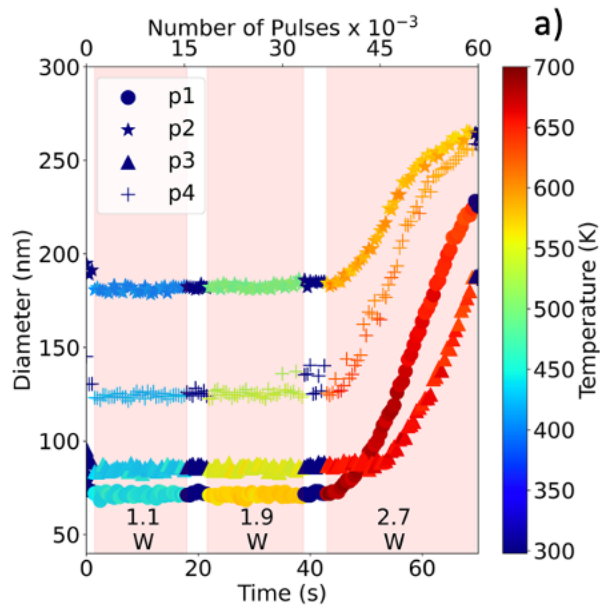 Number of Pulses x 10⁻³
a)
0 15 30 45 60
300
250
200
150
100
50
Diameter (nm)
p1
p2
p3
p4
1.1
W
1.9
W
2.7
W
0 20 40 60
Time (s)
700
650
600
550
500
450
400
350
300
Temperature (K)